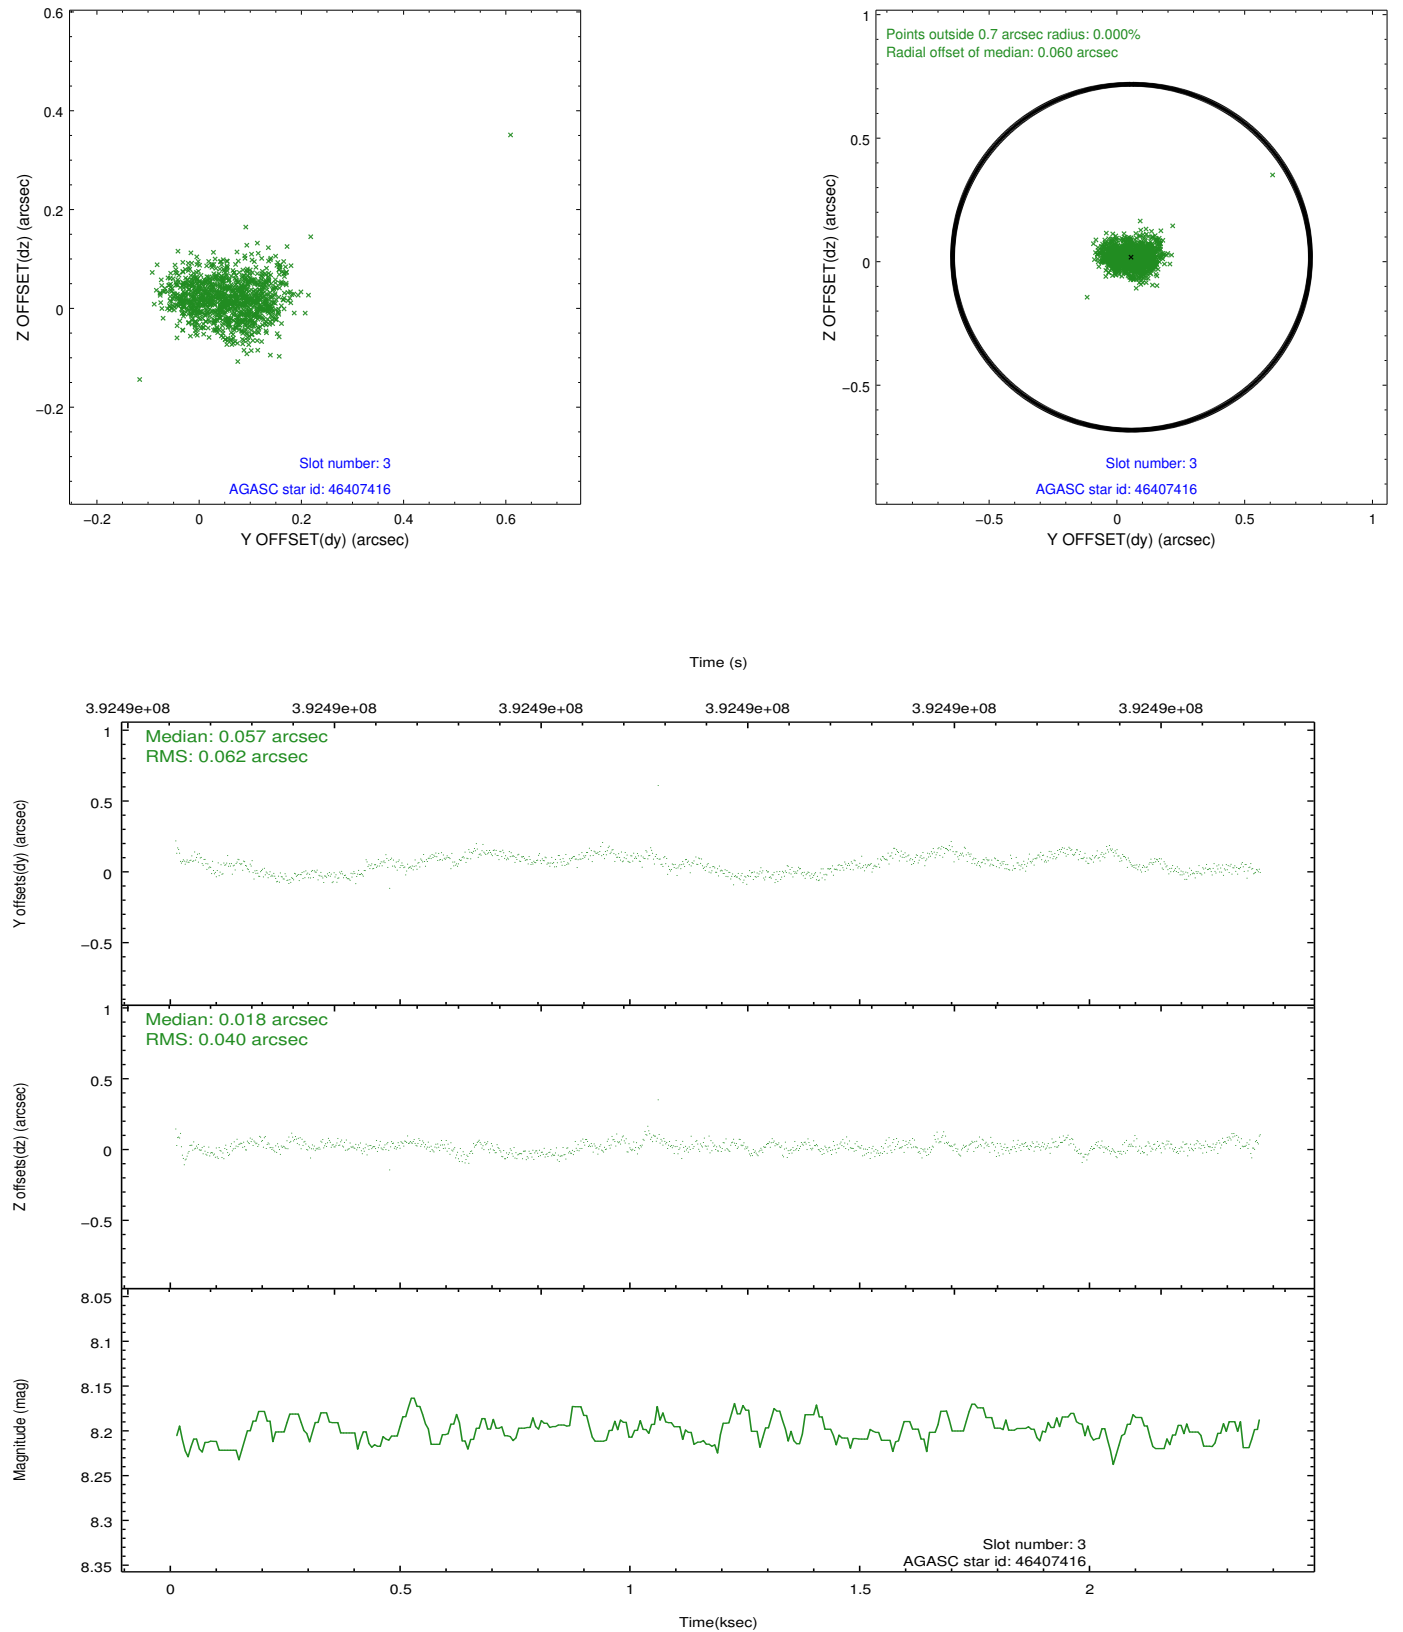 0.6
0.4
0.2
0
−0.2
Z OFFSET(dz) (arcsec)
Slot number: 3
AGASC star id: 46407416
−0.2 0 0.2 0.4 0.6
Y OFFSET(dy) (arcsec)
1
0.5
0
−0.5
Z OFFSET(dz) (arcsec)
Points outside 0.7 arcsec radius: 0.000%
Radial offset of median: 0.060 arcsec
Slot number: 3
AGASC star id: 46407416
−0.5 0 0.5 1
Y OFFSET(dy) (arcsec)
Time (s)
3.9249e+08 3.9249e+08 3.9249e+08 3.9249e+08 3.9249e+08 3.9249e+08
Median: 0.057 arcsec
RMS: 0.062 arcsec
1
0.5
0
−0.5
Y offsets(dy) (arcsec)
Median: 0.018 arcsec
RMS: 0.040 arcsec
1
0.5
0
−0.5
Z offsets(dz) (arcsec)
8.05
8.1
8.15
8.2
8.25
8.3
8.35
Magnitude (mag)
Slot number: 3
AGASC star id: 46407416
0 0.5 1 1.5 2
Time(ksec)